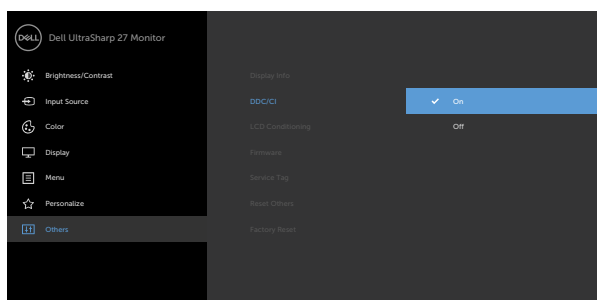 DELL Dell UltraSharp 27 Monitor
Brightness/Contrast Display Info
Input Source DDC/CI On
Color LCD Conditioning Off
Display Firmware
Menu Service Tag
Personalize Reset Others
Others Factory Reset